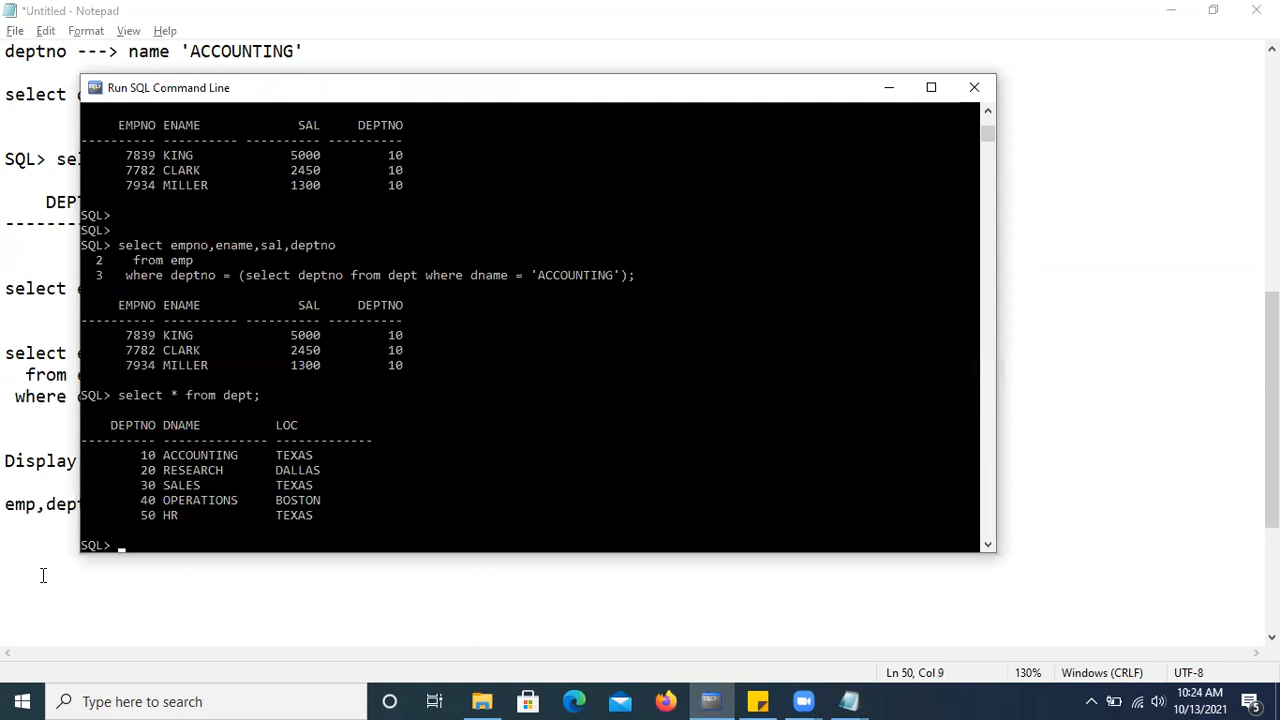 *Untitled - Notepad
File Edit Format View Help
deptno ---> name 'ACCOUNTING'
select
SQL>
DEPT
--------
select
select
from
where
Display
emp,dept
Run SQL Command Line
EMPNO ENAME SAL DEPTNO
---------- ---------- ---------- ----------
7839 KING 5000 10
7782 CLARK 2450 10
7934 MILLER 1300 10
SQL>
SQL>
SQL> select empno,ename,sal,deptno
2 from emp
3 where deptno = (select deptno from dept where dname = 'ACCOUNTING');
EMPNO ENAME SAL DEPTNO
---------- ---------- ---------- ----------
7839 KING 5000 10
7782 CLARK 2450 10
7934 MILLER 1300 10
SQL> select * from dept;
DEPTNO DNAME LOC
---------- -------------- -------------
10 ACCOUNTING TEXAS
20 RESEARCH DALLAS
30 SALES TEXAS
40 OPERATIONS BOSTON
50 HR TEXAS
SQL>
Ln 50, Col 9 130% Windows (CRLF) UTF-8
Type here to search
10:24 AM
10/13/2021
5